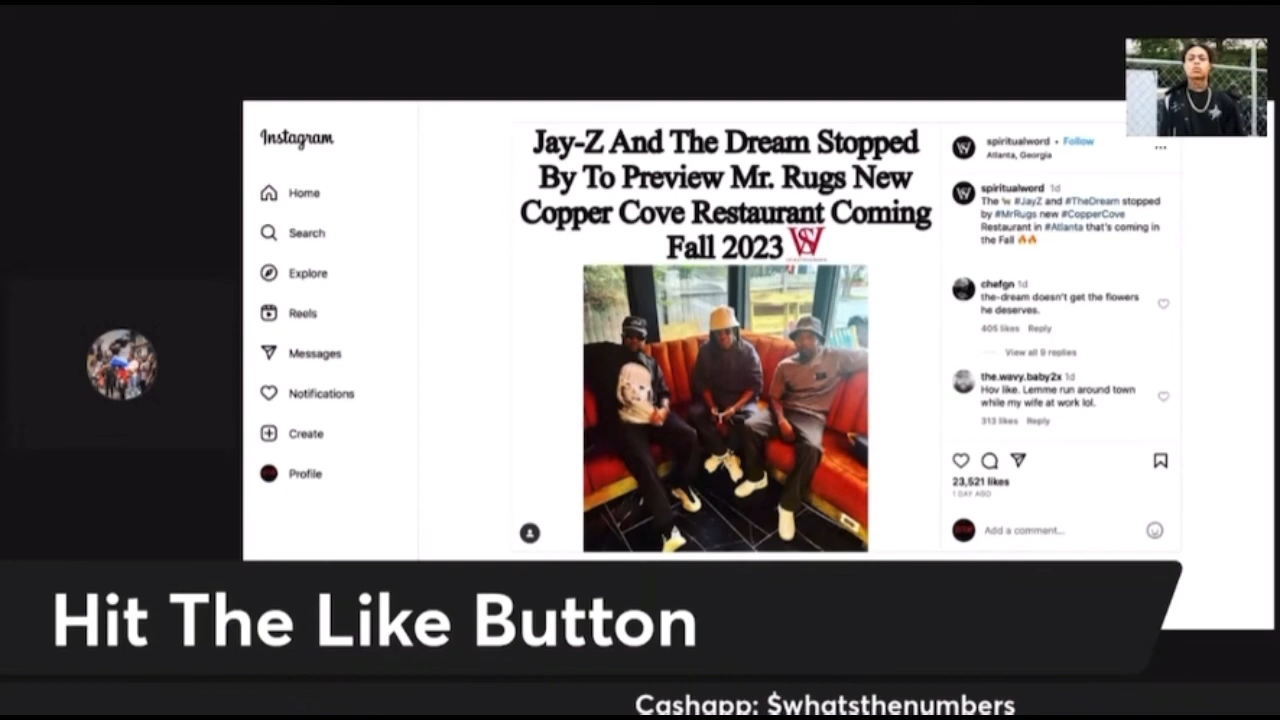 Instagram
Home
Search
Explore
Reels
Messages
Notifications
Create
Profile
Jay-Z And The Dream Stopped
By To Preview Mr. Rugs New
Copper Cove Restaurant Coming
Fall 2023
spiritualword • Follow
Atlanta, Georgia
spiritualword 1d
The #JayZ and #TheDream stopped
by #MrRugs new #CopperCove
Restaurant in #Atlanta that's coming in
the Fall 🔥🔥
chefgn 1d
the-dream doesn't get the flowers
he deserves.
405 likes Reply
View all 9 replies
the.wavy.baby2x 1d
Hov like. Lemme run around town
while my wife at work lol.
313 likes Reply
23,521 likes
1 DAY AGO
Add a comment...
Hit The Like Button
Cashapp: $whatsthenumbers